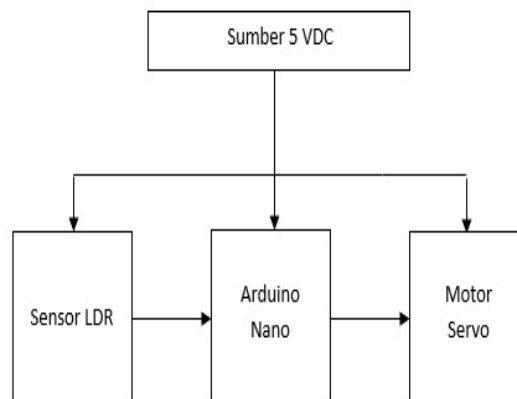 Sumber 5 VDC
Sensor LDR
Arduino
Nano
Motor
Servo